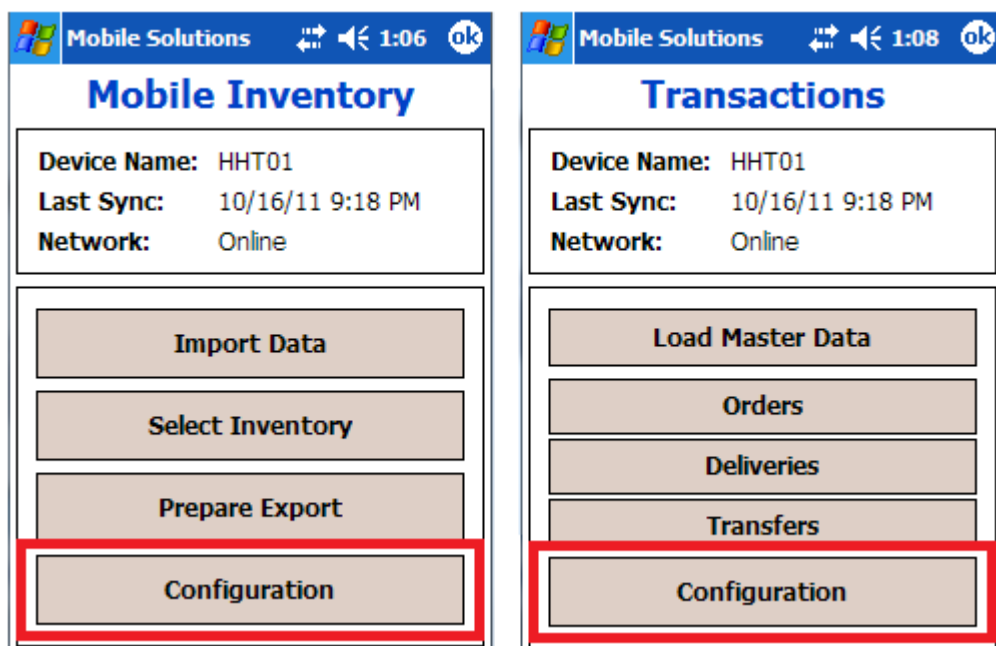 Mobile Solutions 1:06 ok
Mobile Inventory
Device Name: HHT01
Last Sync: 10/16/11 9:18 PM
Network: Online
Import Data
Select Inventory
Prepare Export
Configuration
Mobile Solutions 1:08 ok
Transactions
Device Name: HHT01
Last Sync: 10/16/11 9:18 PM
Network: Online
Load Master Data
Orders
Deliveries
Transfers
Configuration